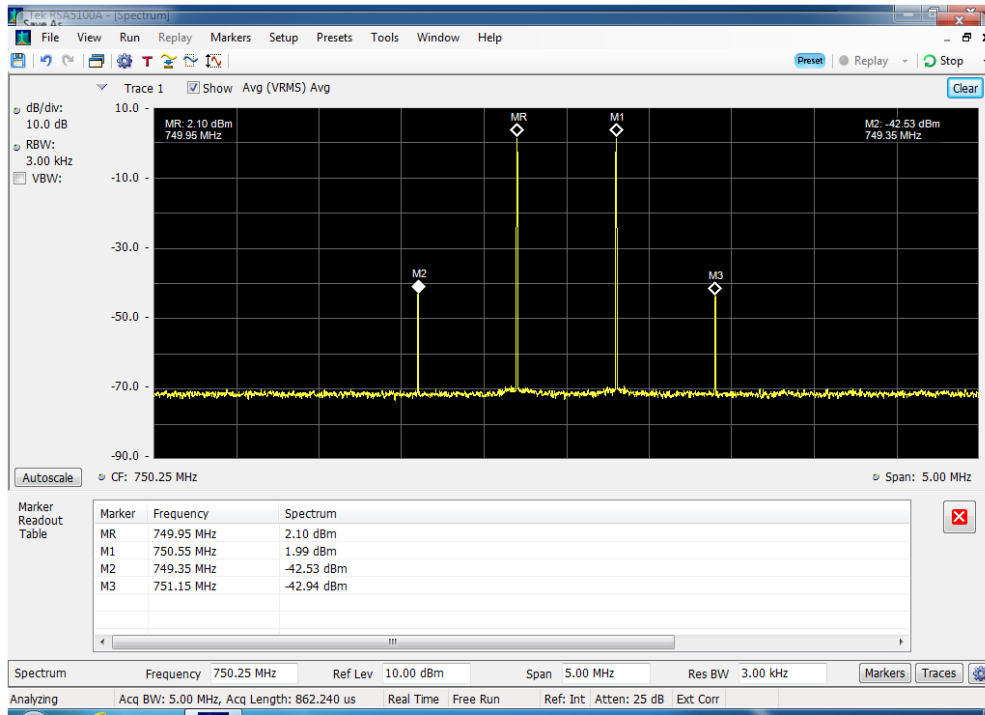 Tek RSA5100A - [Spectrum]
Save As
File View Run Replay Markers Setup Presets Tools Window Help
T Preset Replay Stop
Trace 1 Show Avg (VRMS) Avg Clear
dB/div:
10.0 dB
RBW:
3.00 kHz
VBW:
10.0
-10.0
-30.0
-50.0
-70.0
-90.0
MR: 2.10 dBm
749.95 MHz
MR
M1
M2: -42.53 dBm
749.35 MHz
M2
M3
Autoscale CF: 750.25 MHz Span: 5.00 MHz
Marker
Readout
Table
Marker Frequency Spectrum
MR 749.95 MHz 2.10 dBm
M1 750.55 MHz 1.99 dBm
M2 749.35 MHz -42.53 dBm
M3 751.15 MHz -42.94 dBm
Spectrum Frequency 750.25 MHz Ref Lev 10.00 dBm Span 5.00 MHz Res BW 3.00 kHz Markers Traces
Analyzing Acq BW: 5.00 MHz, Acq Length: 862.240 us Real Time Free Run Ref: Int Atten: 25 dB Ext Corr